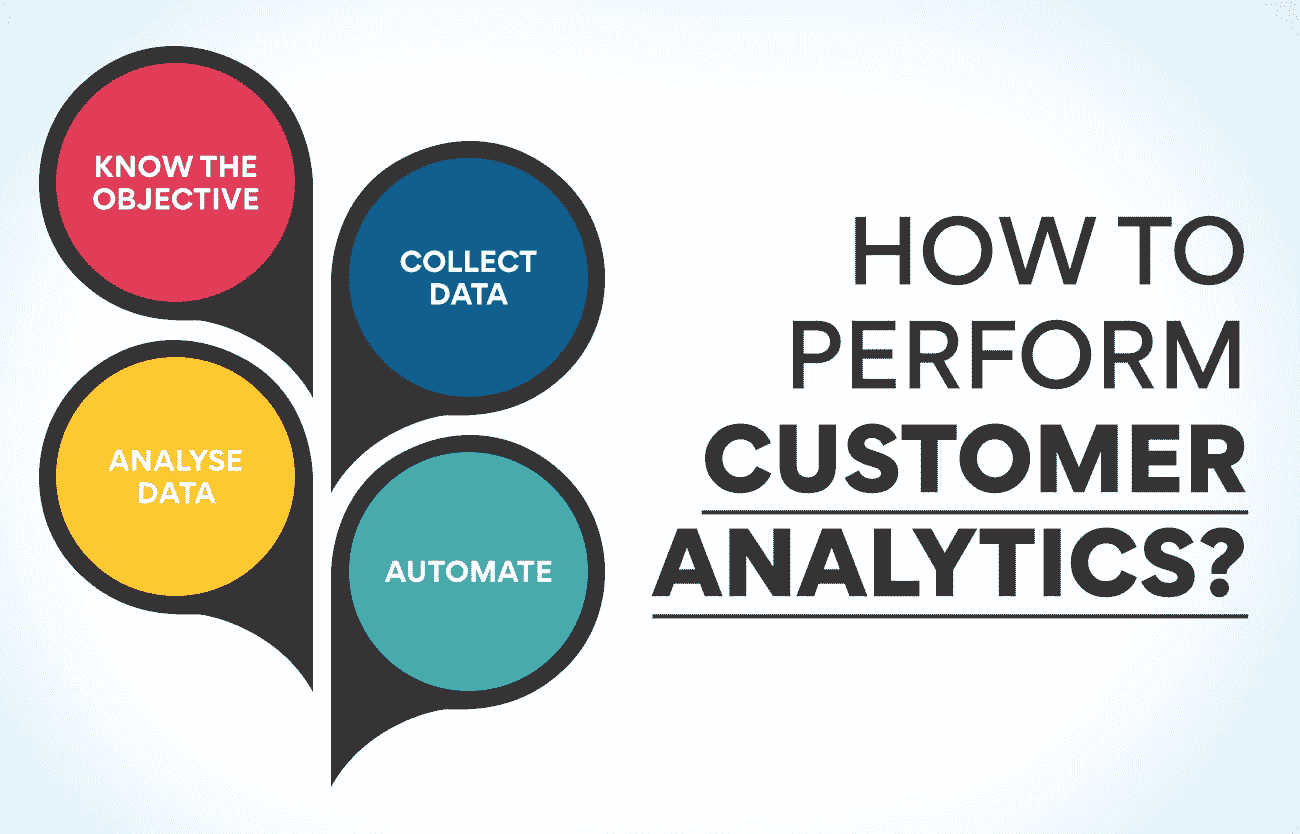 KNOW THE
OBJECTIVE
COLLECT
DATA
ANALYSE
DATA
AUTOMATE
HOW TO
PERFORM
CUSTOMER
ANALYTICS?